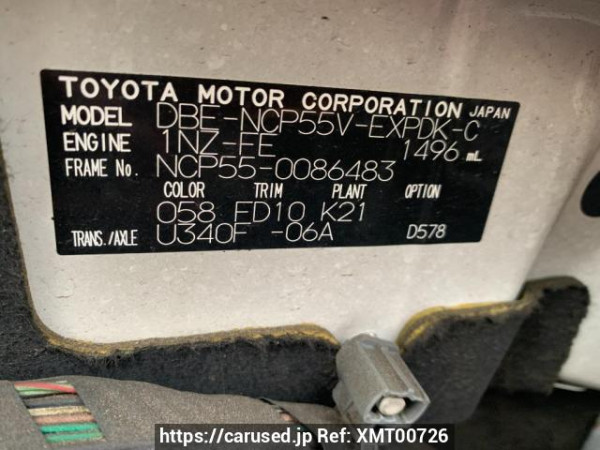 TOYOTA MOTOR CORPORATION JAPAN
MODEL DBE-NCP55V-EXPDK-C
ENGINE 1NZ-FE 1496 mL
FRAME No. NCP55-0086483
COLOR TRIM PLANT OPTION
058 FD10 K21
TRANS./AXLE U340F -06A D578
https://carused.jp Ref: XMT00726